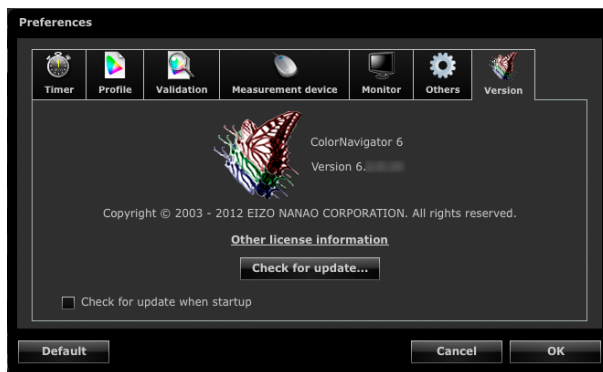 Preferences
Timer Profile Validation Measurement device Monitor Others Version
ColorNavigator 6
Version 6.
Copyright © 2003 - 2012 EIZO NANAO CORPORATION. All rights reserved.
Other license information
Check for update...
Check for update when startup
Default Cancel OK